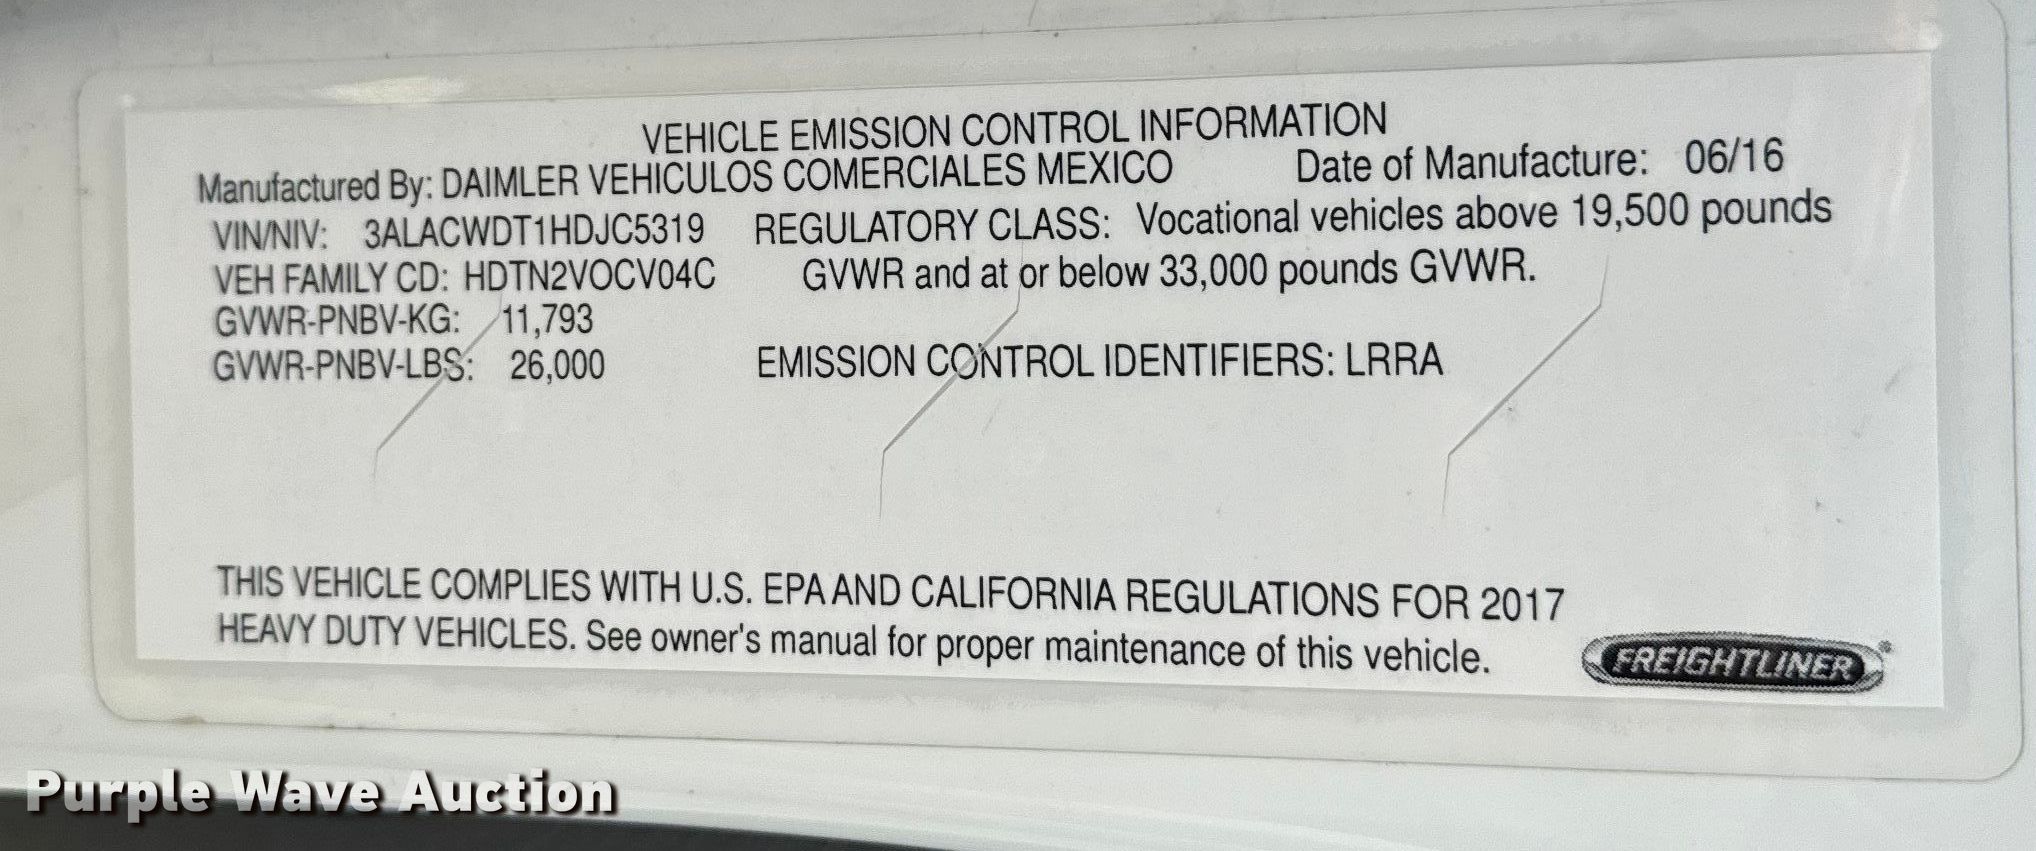 VEHICLE EMISSION CONTROL INFORMATION
Manufactured By: DAIMLER VEHICULOS COMERCIALES MEXICO Date of Manufacture: 06/16
VIN/NIV: 3ALACWDT1HDJC5319 REGULATORY CLASS: Vocational vehicles above 19,500 pounds
VEH FAMILY CD: HDTN2VOCV04C GVWR and at or below 33,000 pounds GVWR.
GVWR-PNBV-KG: 11,793
GVWR-PNBV-LBS: 26,000 EMISSION CONTROL IDENTIFIERS: LRRA
THIS VEHICLE COMPLIES WITH U.S. EPA AND CALIFORNIA REGULATIONS FOR 2017
HEAVY DUTY VEHICLES. See owner's manual for proper maintenance of this vehicle.
FREIGHTLINER
Purple Wave Auction